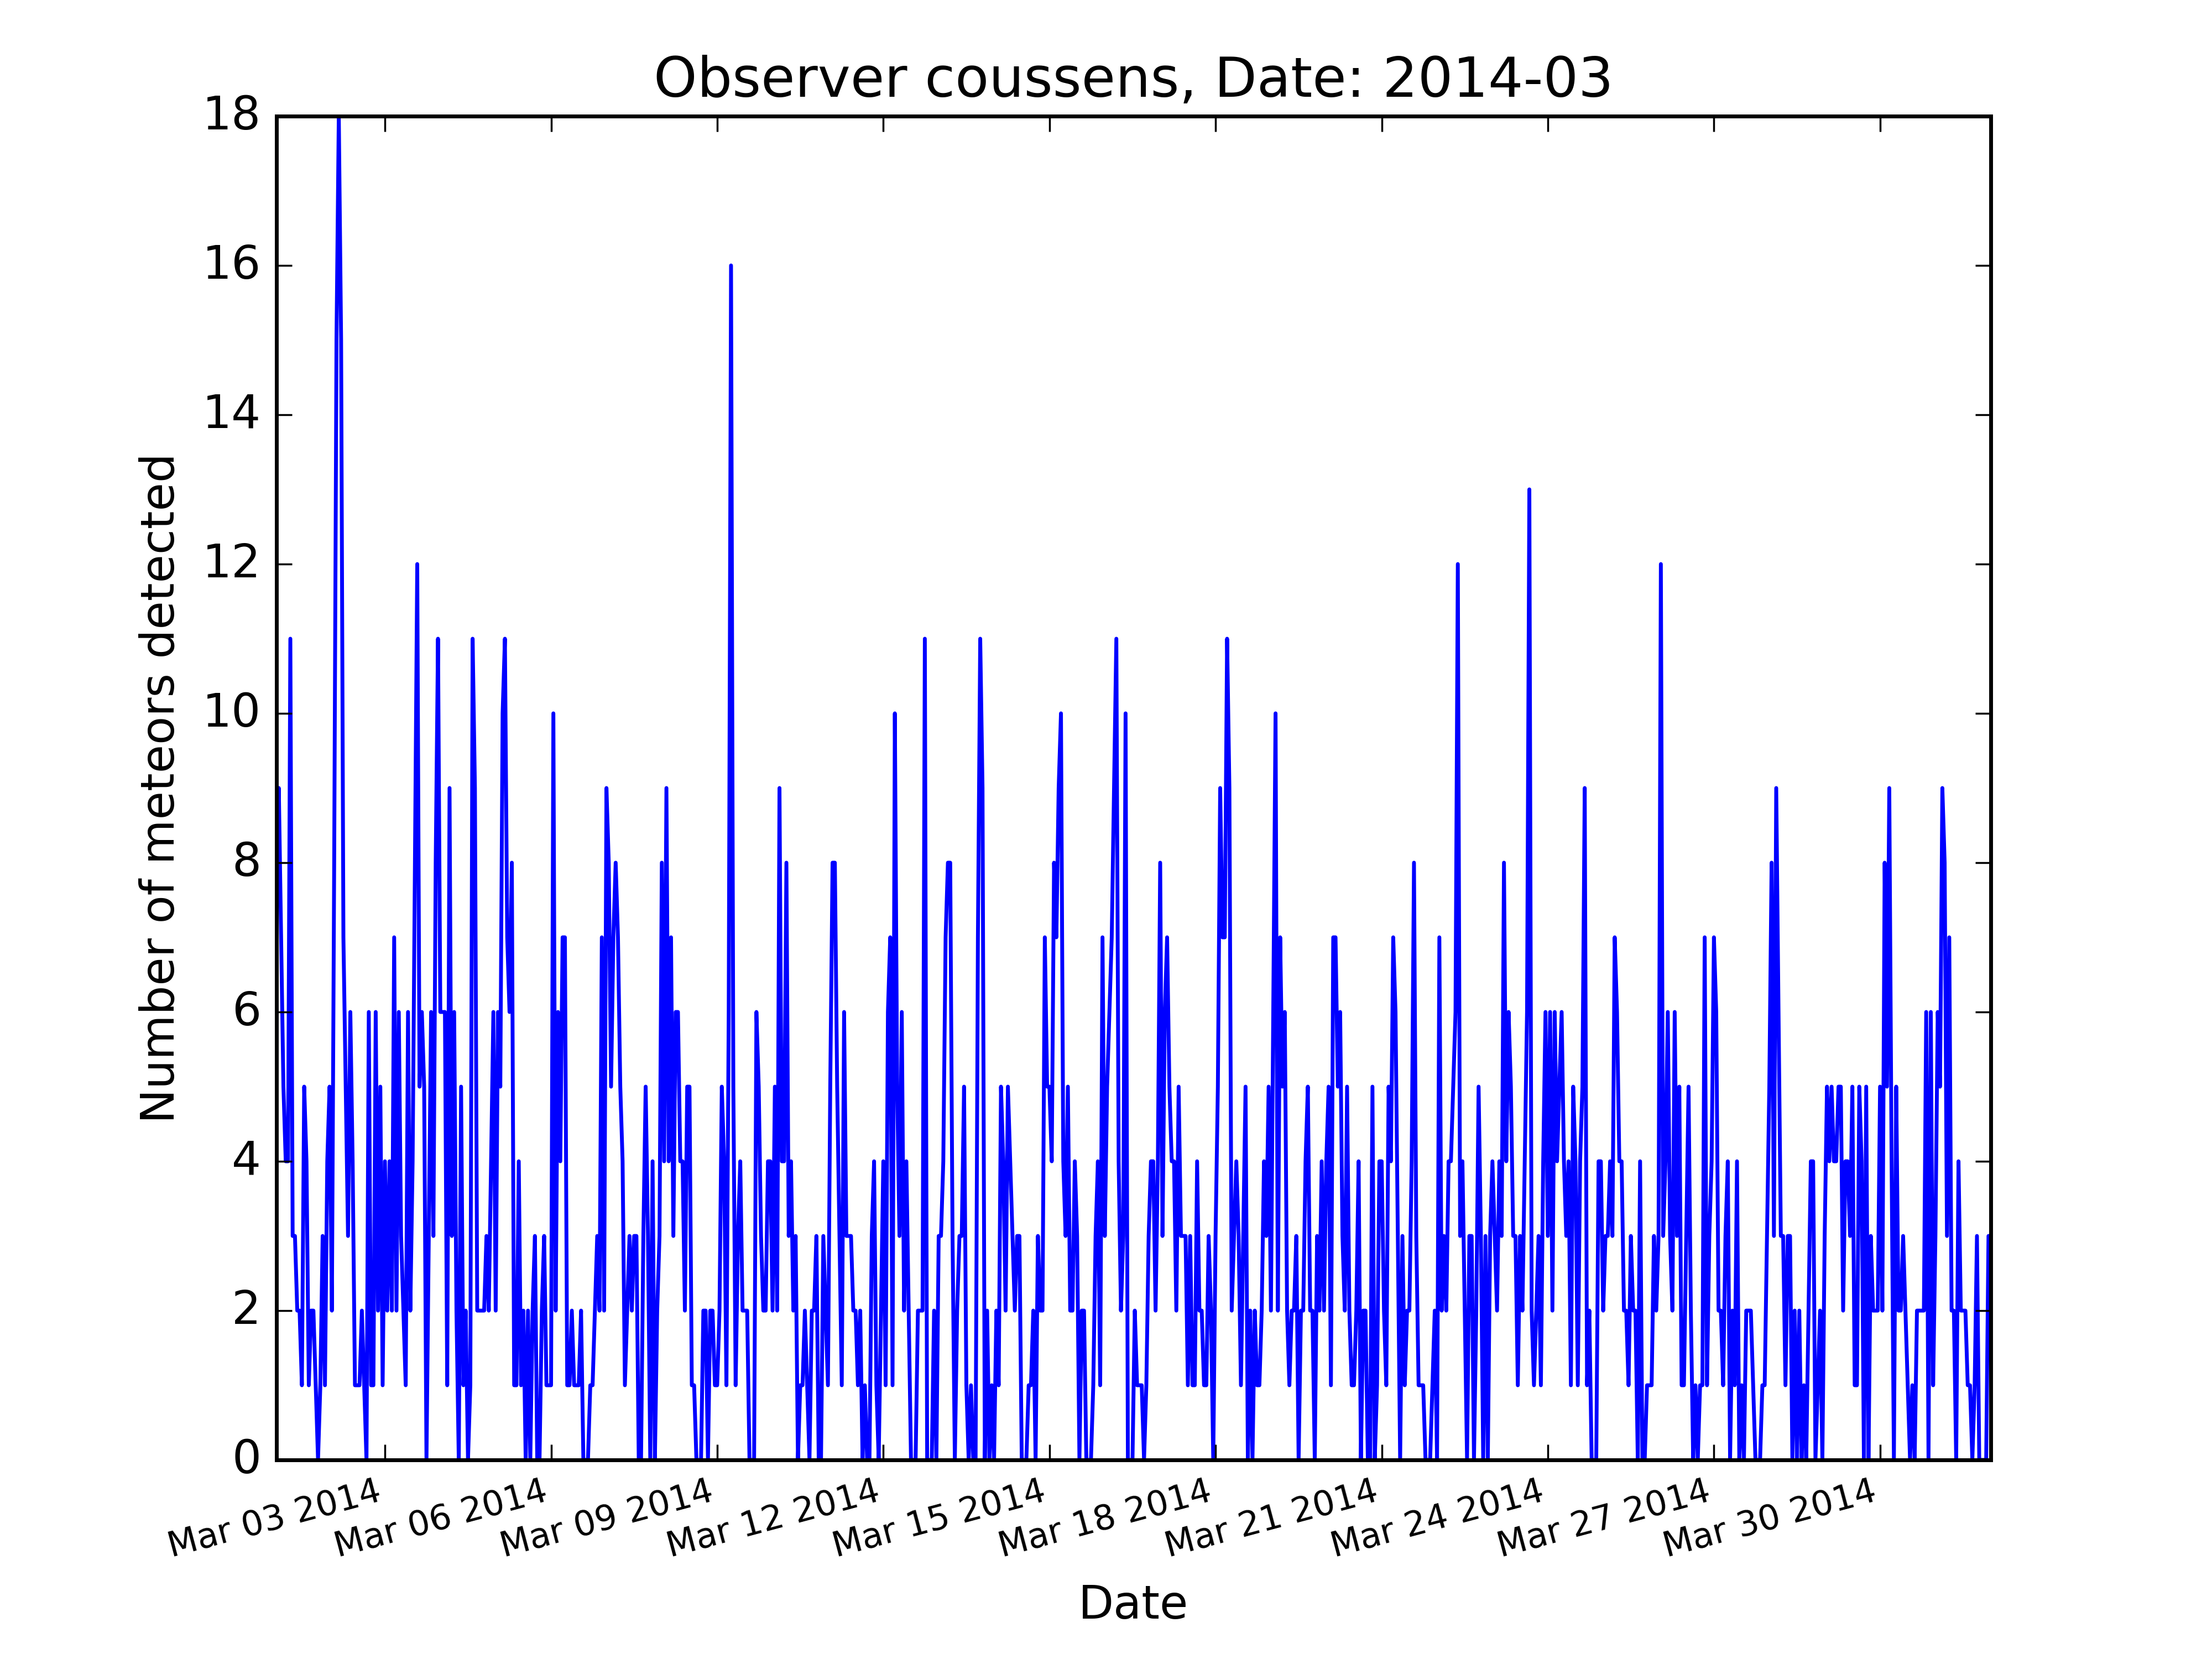 Observer coussens, Date: 2014-03
18
16
14
12
10
8
6
4
2
0
Number of meteors detected
Mar 03 2014
Mar 06 2014
Mar 09 2014
Mar 12 2014
Mar 15 2014
Mar 18 2014
Mar 21 2014
Mar 24 2014
Mar 27 2014
Mar 30 2014
Date